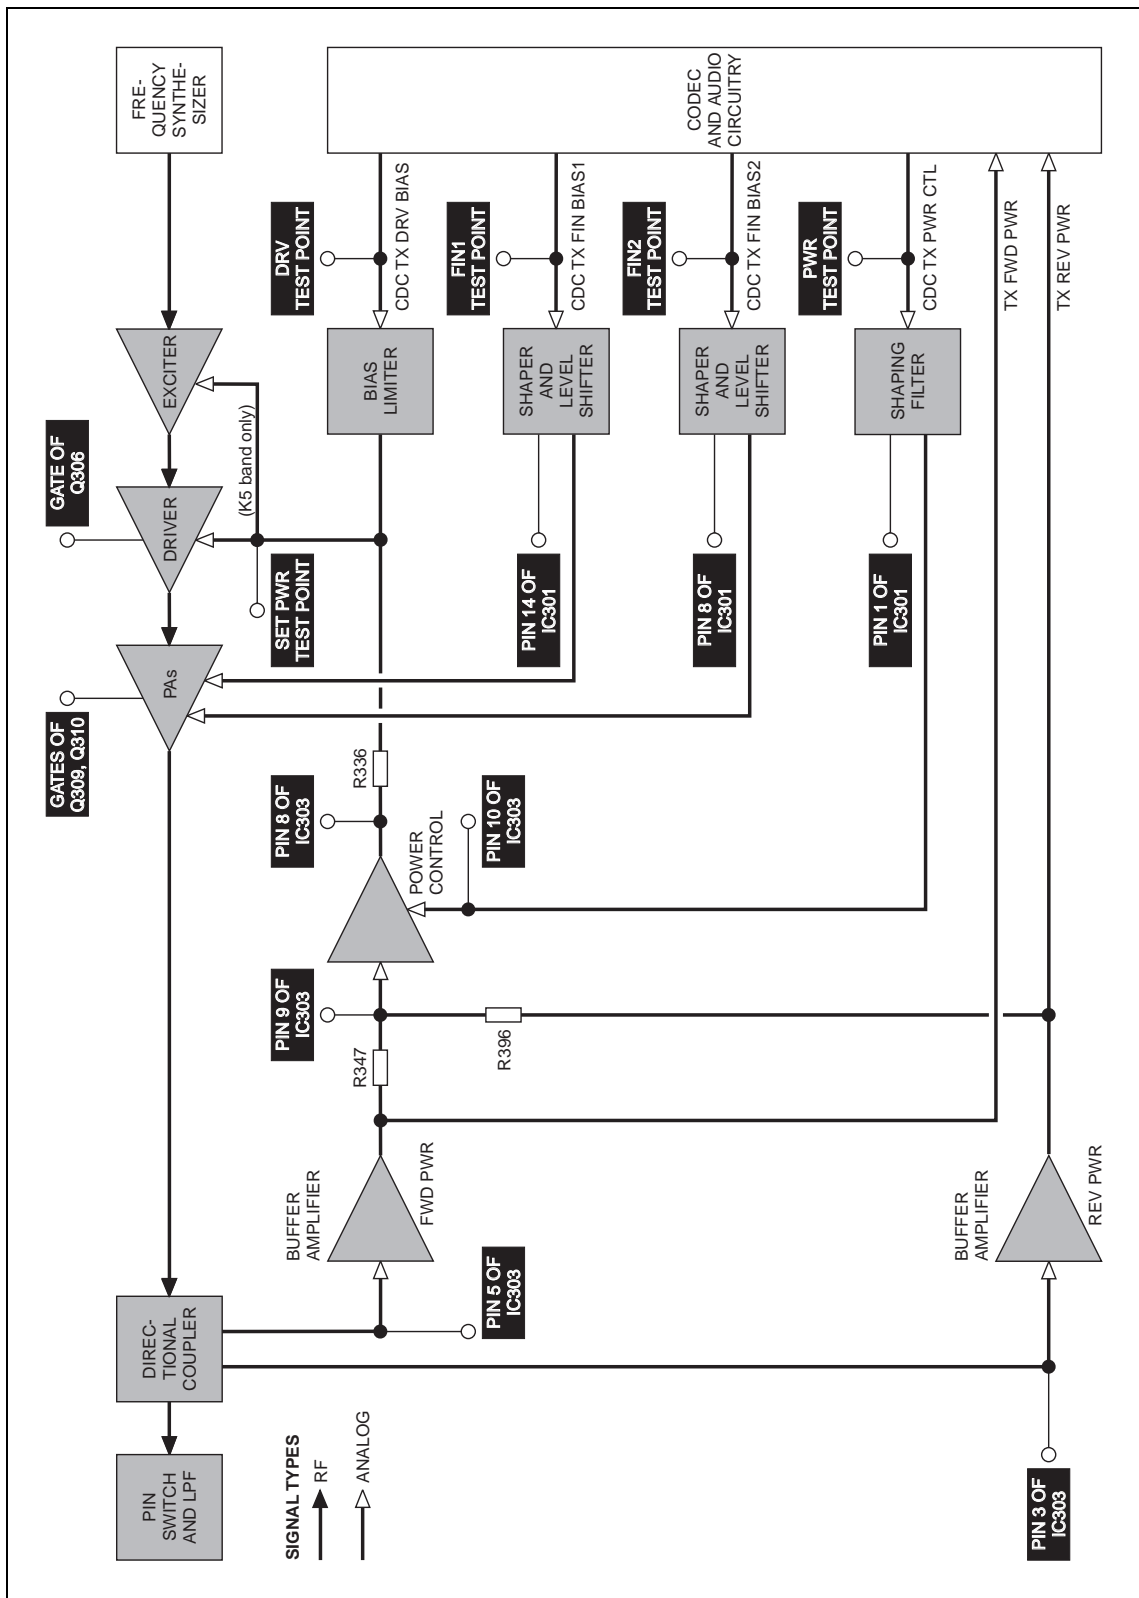 FRE-
QUENCY
SYNTHE-
SIZER
CODEC
AND AUDIO
CIRCUITRY
EXCITER
(K5 band only)
GATE OF
Q306
DRIVER
SET PWR
TEST POINT
GATES OF
Q309, Q310
PAs
DRV
TEST POINT
CDC TX DRV BIAS
BIAS
LIMITER
FIN1
TEST POINT
CDC TX FIN BIAS1
SHAPER
AND
LEVEL
SHIFTER
PIN 14 OF
IC301
FIN2
TEST POINT
CDC TX FIN BIAS2
SHAPER
AND
LEVEL
SHIFTER
PIN 8 OF
IC301
PWR
TEST POINT
CDC TX PWR CTL
SHAPING
FILTER
PIN 1 OF
IC301
TX FWD PWR
TX REV PWR
R336
PIN 8 OF
IC303
POWER
CONTROL
PIN 10 OF
IC303
PIN 9 OF
IC303
R347
R396
BUFFER
AMPLIFIER
FWD PWR
PIN 5 OF
IC303
BUFFER
AMPLIFIER
REV PWR
PIN 3 OF
IC303
DIREC-
TIONAL
COUPLER
PIN
SWITCH
AND LPF
SIGNAL TYPES
RF
ANALOG